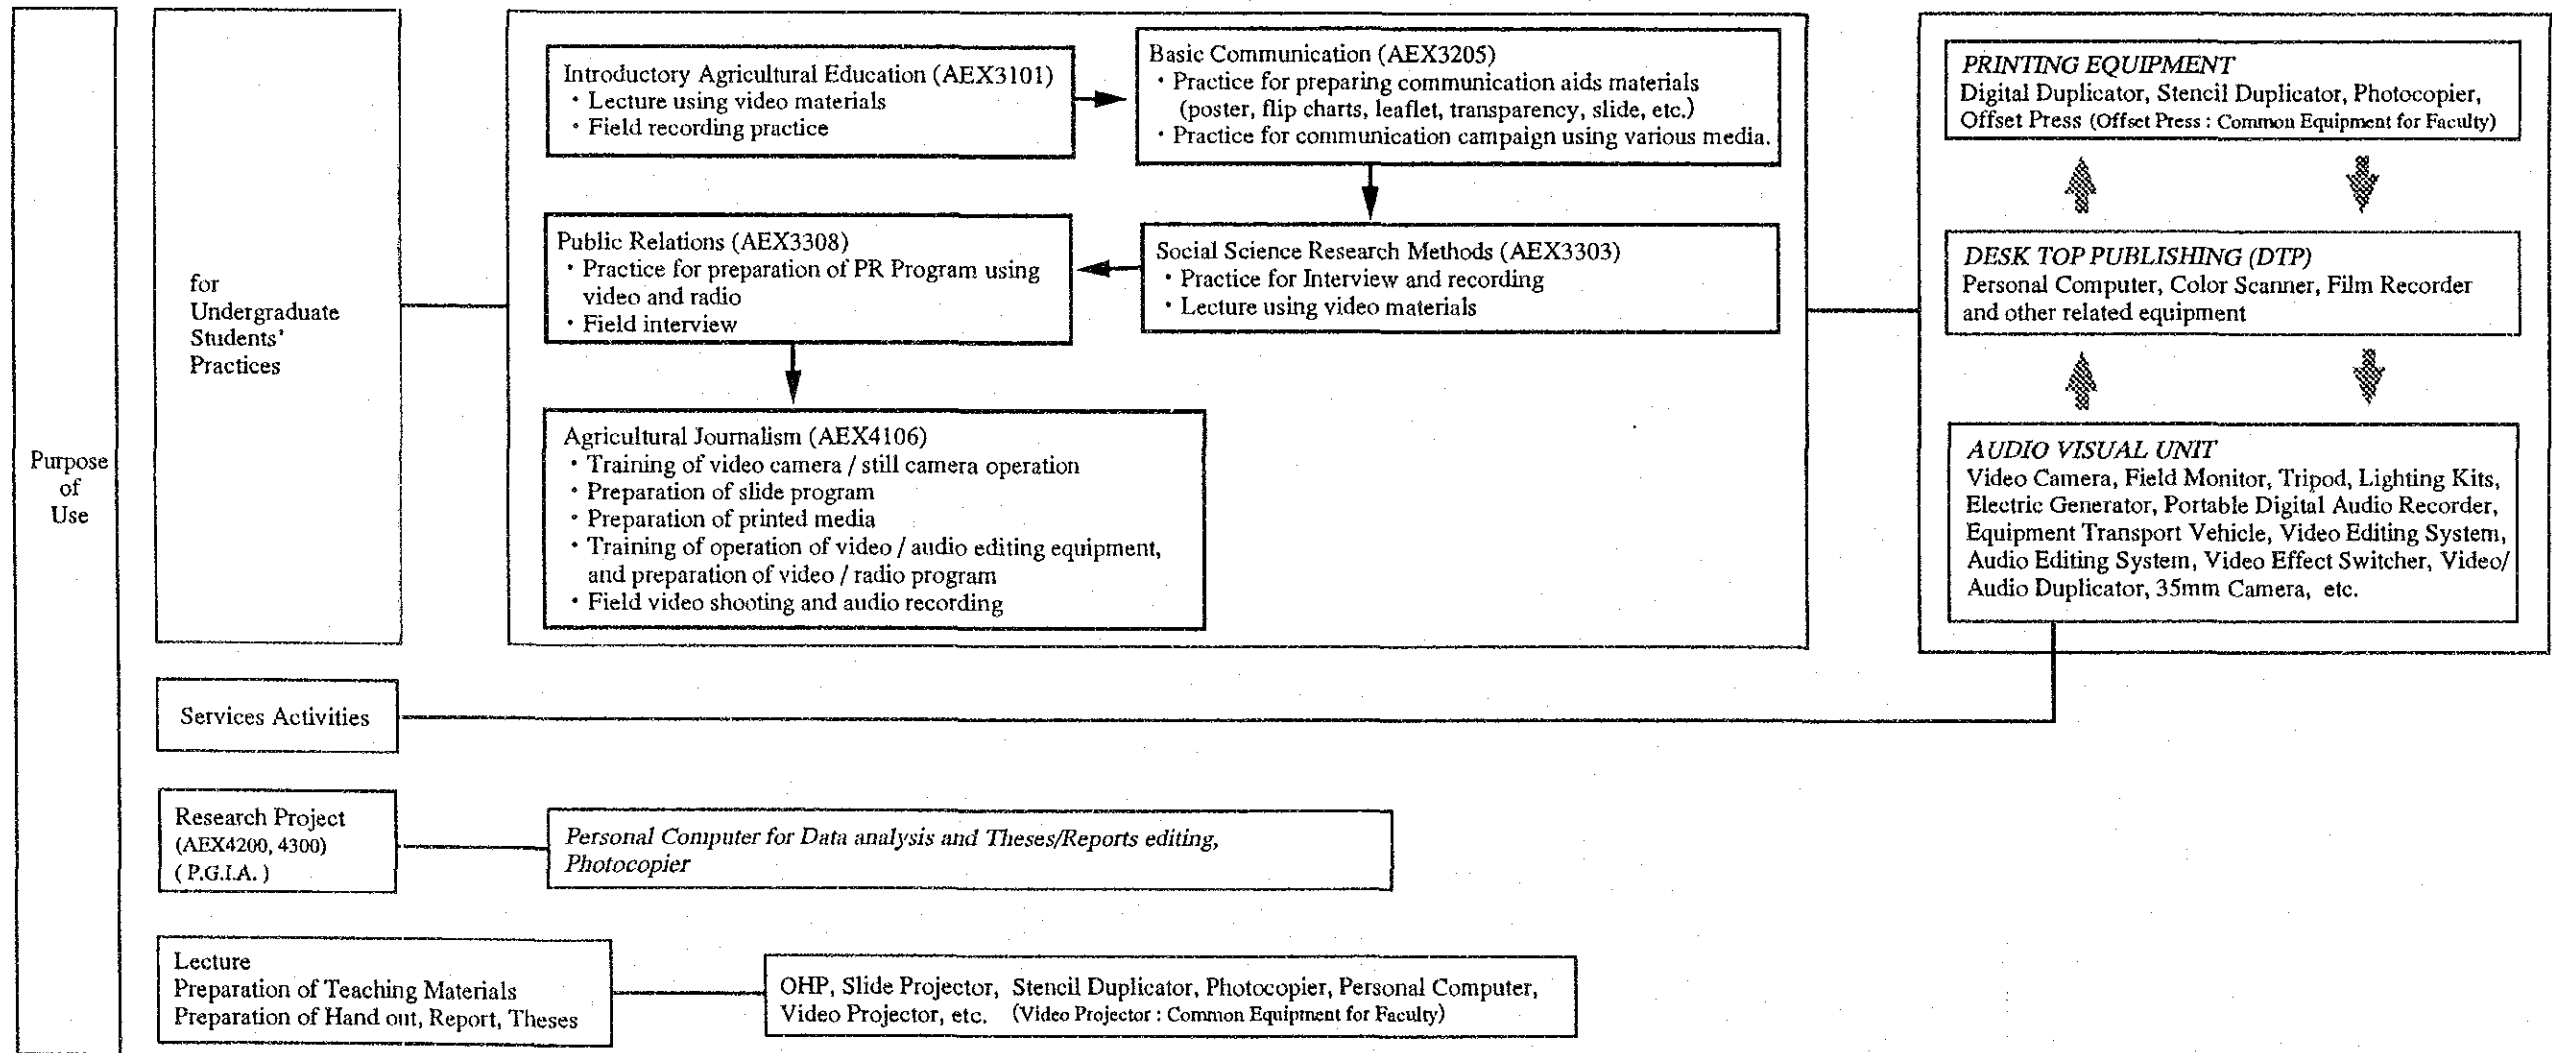 Purpose
of
Use
for
Undergraduate
Students'
Practices
Introductory Agricultural Education (AEX3101)
・Lecture using video materials
・Field recording practice
Basic Communication (AEX3205)
・Practice for preparing communication aids materials
(poster, flip charts, leaflet, transparency, slide, etc.)
・Practice for communication campaign using various media.
Public Relations (AEX3308)
・Practice for preparation of PR Program using
video and radio
・Field interview
Social Science Research Methods (AEX3303)
・Practice for Interview and recording
・Lecture using video materials
Agricultural Journalism (AEX4106)
・Training of video camera / still camera operation
・Preparation of slide program
・Preparation of printed media
・Training of operation of video / audio editing equipment,
and preparation of video / radio program
・Field video shooting and audio recording
PRINTING EQUIPMENT
Digital Duplicator, Stencil Duplicator, Photocopier,
Offset Press (Offset Press : Common Equipment for Faculty)
DESK TOP PUBLISHING (DTP)
Personal Computer, Color Scanner, Film Recorder
and other related equipment
AUDIO VISUAL UNIT
Video Camera, Field Monitor, Tripod, Lighting Kits,
Electric Generator, Portable Digital Audio Recorder,
Equipment Transport Vehicle, Video Editing System,
Audio Editing System, Video Effect Switcher, Video/
Audio Duplicator, 35mm Camera, etc.
Services Activities
Research Project
(AEX4200, 4300)
( P.G.I.A. )
Personal Computer for Data analysis and Theses/Reports editing,
Photocopier
Lecture
Preparation of Teaching Materials
Preparation of Hand out, Report, Theses
OHP, Slide Projector, Stencil Duplicator, Photocopier, Personal Computer,
Video Projector, etc. (Video Projector : Common Equipment for Faculty)